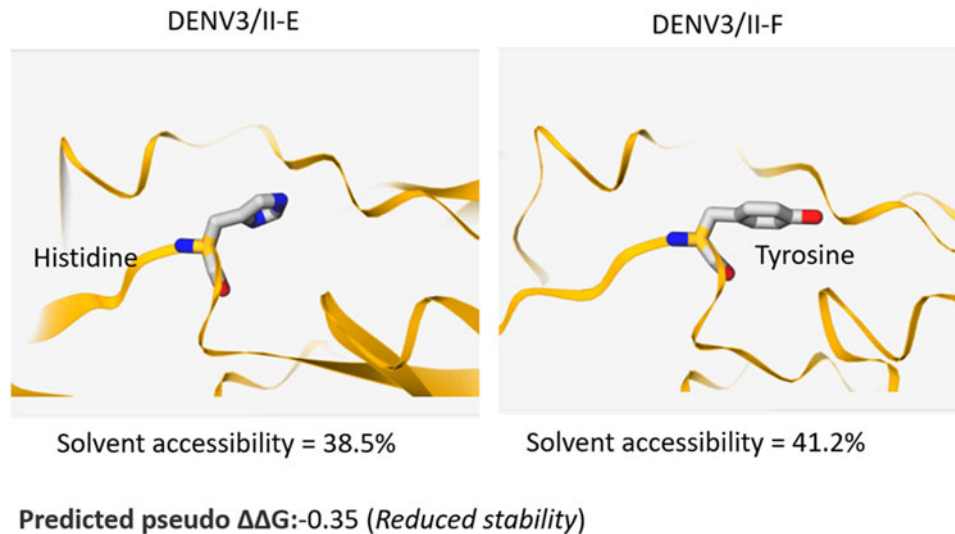 DENV3/II-E
DENV3/II-F
Histidine
Tyrosine
Solvent accessibility = 38.5%
Solvent accessibility = 41.2%
Predicted pseudo ΔΔG:-0.35 (Reduced stability)